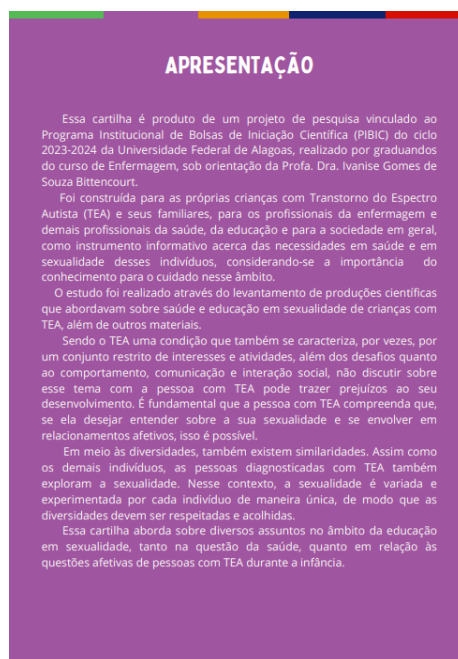 APRESENTAÇÃO
Essa cartilha é produto de um projeto de pesquisa vinculado ao
Programa Institucional de Bolsas de Iniciação Científica (PIBIC) do ciclo
2023-2024 da Universidade Federal de Alagoas, realizado por graduandos
do curso de Enfermagem, sob orientação da Profa. Dra. Ivanise Gomes de
Souza Bittencourt.
Foi construída para as próprias crianças com Transtorno do Espectro
Autista (TEA) e seus familiares, para os profissionais da enfermagem e
demais profissionais da saúde, da educação e para a sociedade em geral,
como instrumento informativo acerca das necessidades em saúde e em
sexualidade desses indivíduos, considerando-se a importância do
conhecimento para o cuidado nesse âmbito.
O estudo foi realizado através do levantamento de produções científicas
que abordavam sobre saúde e educação em sexualidade de crianças com
TEA, além de outros materiais.
Sendo o TEA uma condição que também se caracteriza, por vezes, por
um conjunto restrito de interesses e atividades, além dos desafios quanto
ao comportamento, comunicação e interação social, não discutir sobre
esse tema com a pessoa com TEA pode trazer prejuízos ao seu
desenvolvimento. É fundamental que a pessoa com TEA compreenda que,
se ela desejar entender sobre a sua sexualidade e se envolver em
relacionamentos afetivos, isso é possível.
Em meio às diversidades, também existem similaridades. Assim como
os demais indivíduos, as pessoas diagnosticadas com TEA também
exploram a sexualidade. Nesse contexto, a sexualidade é variada e
experimentada por cada indivíduo de maneira única, de modo que as
diversidades devem ser respeitadas e acolhidas.
Essa cartilha aborda sobre diversos assuntos no âmbito da educação
em sexualidade, tanto na questão da saúde, quanto em relação às
questões afetivas de pessoas com TEA durante a infância.